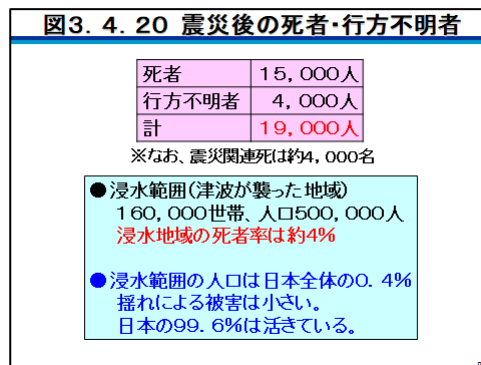 図3．4．20 震災後の死者・行方不明者
死者 15，000人
行方不明者 4，000人
計 19，000人
※なお、震災関連死は約4，000名
●浸水範囲（津波が襲った地域）
160，000世帯、人口500，000人
浸水地域の死者率は約4％
●浸水範囲の人口は日本全体の0．4％
揺れによる被害は小さい。
日本の99．6％は活きている。